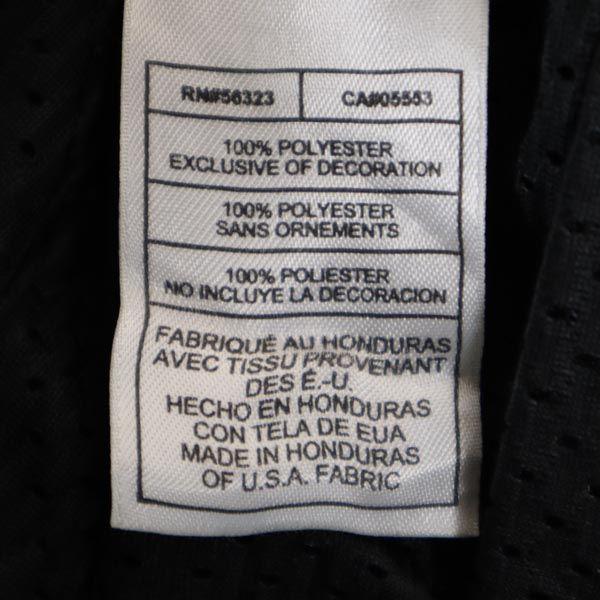 RN#56323 CA#05553
100% POLYESTER
EXCLUSIVE OF DECORATION
100% POLYESTER
SANS ORNEMENTS
100% POLIESTER
NO INCLUYE LA DECORACION
FABRIQUÉ AU HONDURAS
AVEC TISSU PROVENANT
DES É.-U.
HECHO EN HONDURAS
CON TELA DE EUA
MADE IN HONDURAS
OF U.S.A. FABRIC